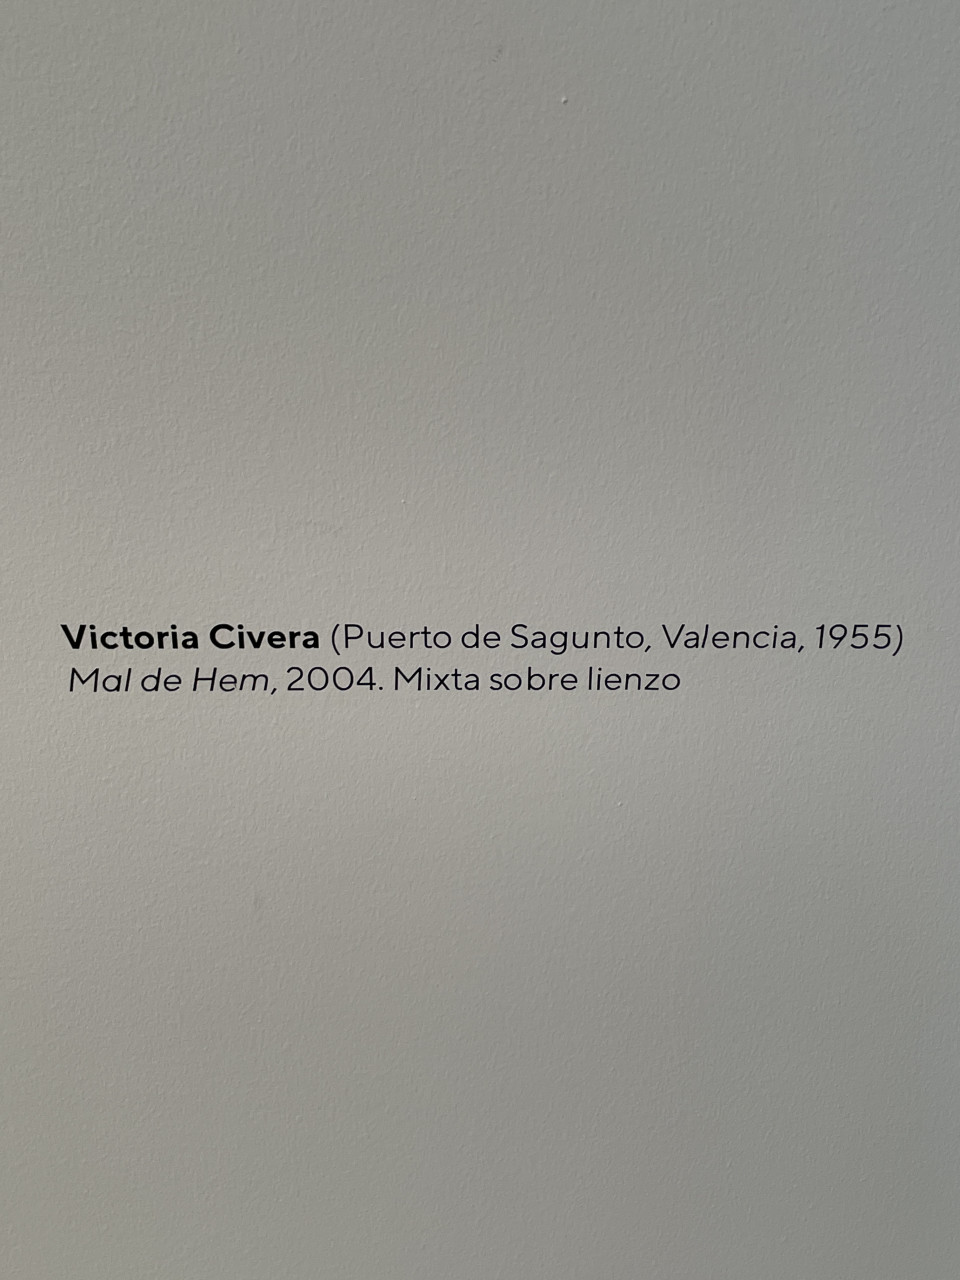 Victoria Civera (Puerto de Sagunto, Valencia, 1955)
Mal de Hem, 2004. Mixta sobre lienzo